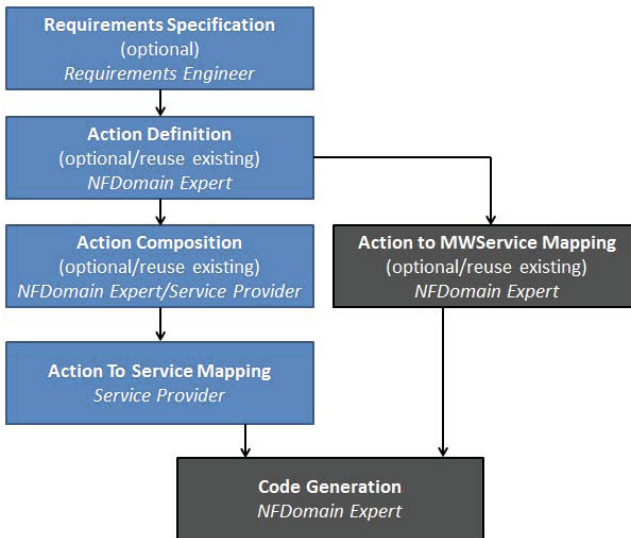 Requirements Specification
(optional)
Requirements Engineer
Action Definition
(optional/reuse existing)
NFDomain Expert
Action Composition
(optional/reuse existing)
NFDomain Expert/Service Provider
Action to MWService Mapping
(optional/reuse existing)
NFDomain Expert
Action To Service Mapping
Service Provider
Code Generation
NFDomain Expert